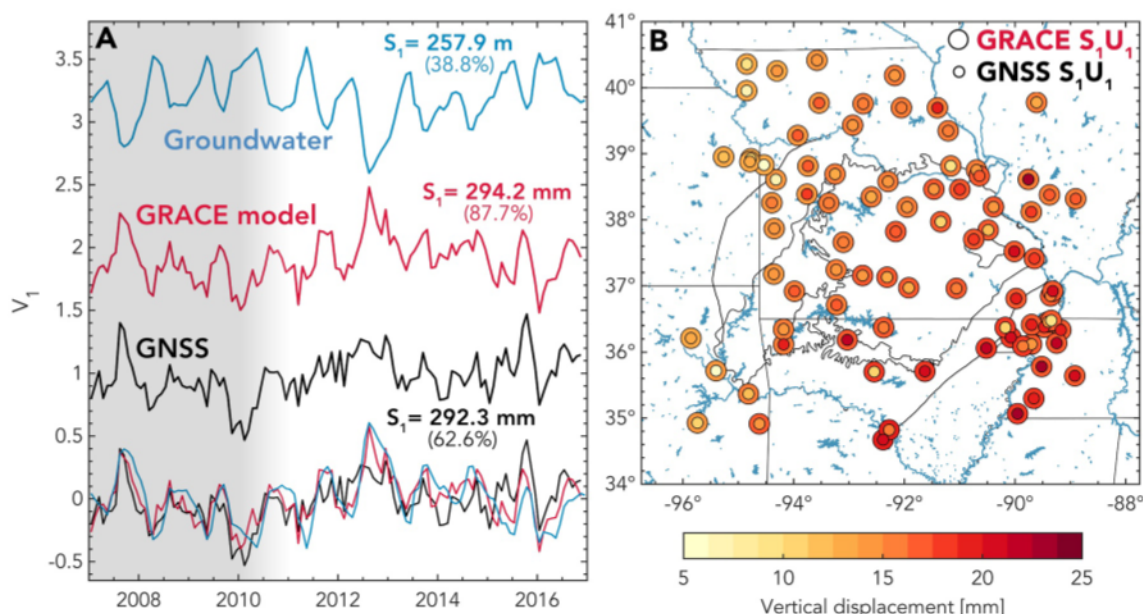 A
S1 = 257.9 m
(38.8%)
Groundwater
S1 = 294.2 mm
(87.7%)
GRACE model
GNSS
S1 = 292.3 mm
(62.6%)
V1
3.5
3
2.5
2
1.5
1
0.5
0
-0.5
2008
2010
2012
2014
2016
B
GRACE S1U1
GNSS S1U1
41°
40°
39°
38°
37°
36°
35°
34°
-96°
-94°
-92°
-90°
-88°
5
10
15
20
25
Vertical displacement [mm]